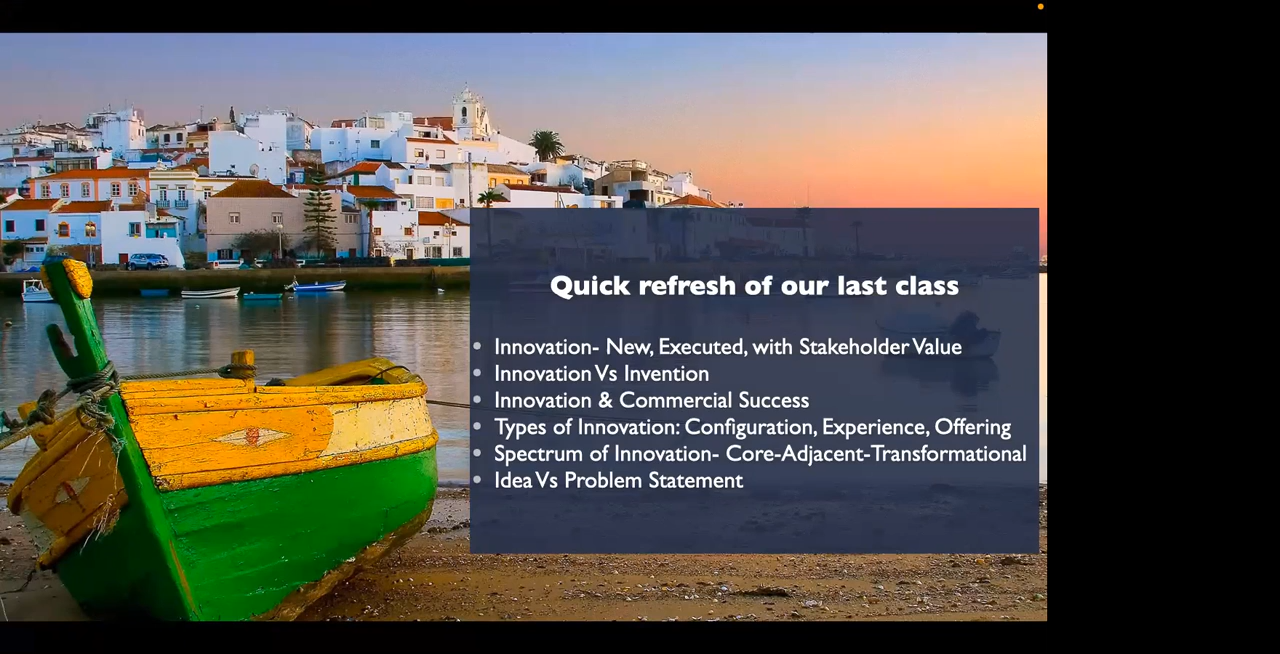 Quick refresh of our last class
Innovation- New, Executed, with Stakeholder Value
Innovation Vs Invention
Innovation & Commercial Success
Types of Innovation: Configuration, Experience, Offering
Spectrum of Innovation- Core-Adjacent-Transformational
Idea Vs Problem Statement